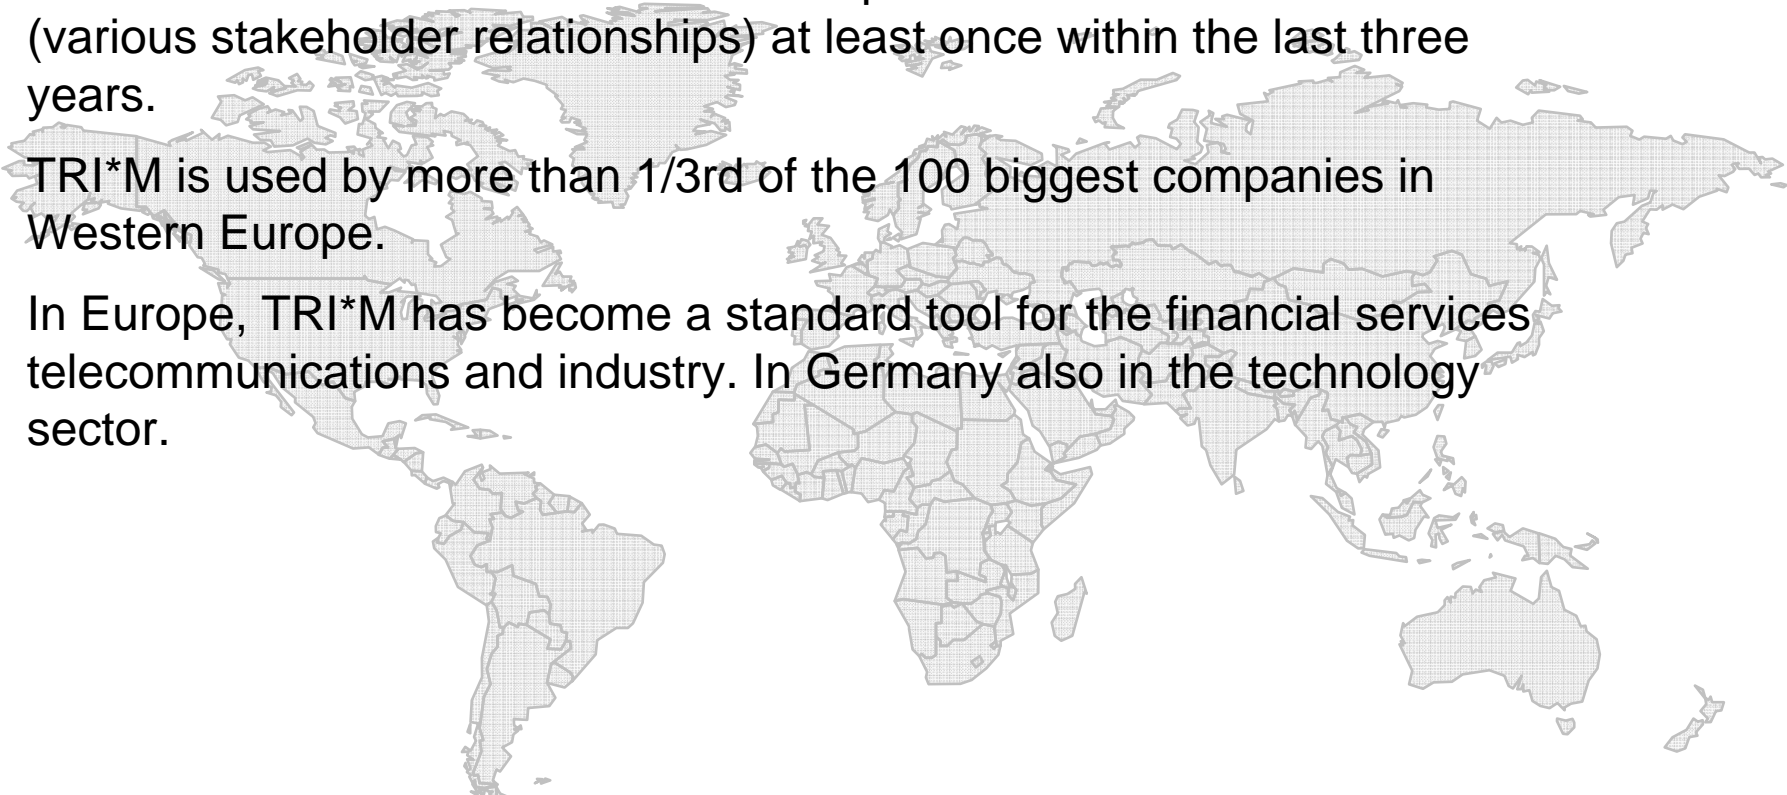 (various stakeholder relationships) at least once within the last three
years.
TRI*M is used by more than 1/3rd of the 100 biggest companies in
Western Europe.
In Europe, TRI*M has become a standard tool for the financial services
telecommunications and industry. In Germany also in the technology
sector.